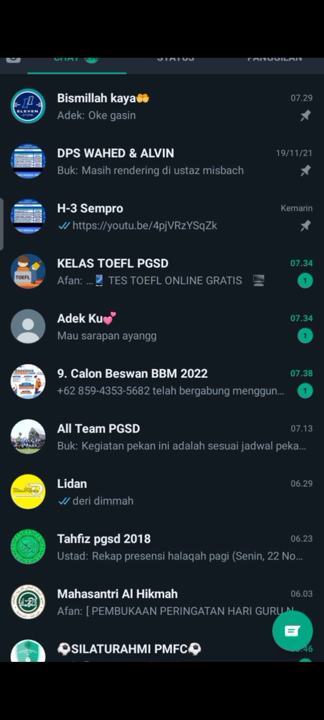 CHAT STATUS PANGGILAN
Bismillah kaya🤲 07.29
Adek: Oke gasin
DPS WAHED & ALVIN 19/11/21
Buk: Masih rendering di ustaz misbach
H-3 Sempro Kemarin
https://youtu.be/4pjVRzYSqZk
KELAS TOEFL PGSD 07.34
Afan: ... TES TOEFL ONLINE GRATIS 1
Adek Ku💕 07.34
Mau sarapan ayangg 1
9. Calon Beswan BBM 2022 07.38
+62 859-4353-5682 telah bergabung menggun... 1
All Team PGSD 07.13
Buk: Kegiatan pekan ini adalah sesuai jadwal peka...
Lidan 06.29
deri dimmah
Tahfiz pgsd 2018 06.23
Ustad: Rekap presensi halaqah pagi (Senin, 22 No...
Mahasantri Al Hikmah 06.03
Afan: [ PEMBUKAAN PERINGATAN HARI GURU N
⚽SILATURAHMI PMFC⚽ 46